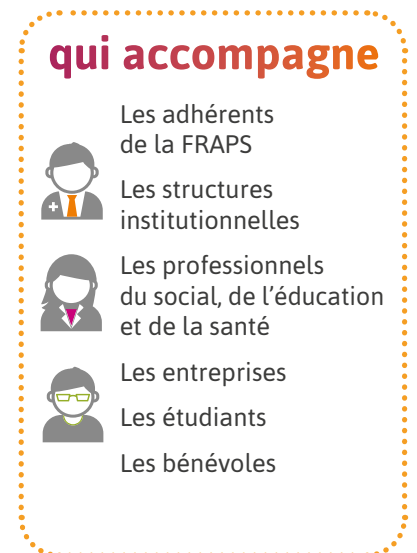 qui accompagne
Les adhérents
de la FRAPS
Les structures
institutionnelles
Les professionnels
du social, de l’éducation
et de la santé
Les entreprises
Les étudiants
Les bénévoles